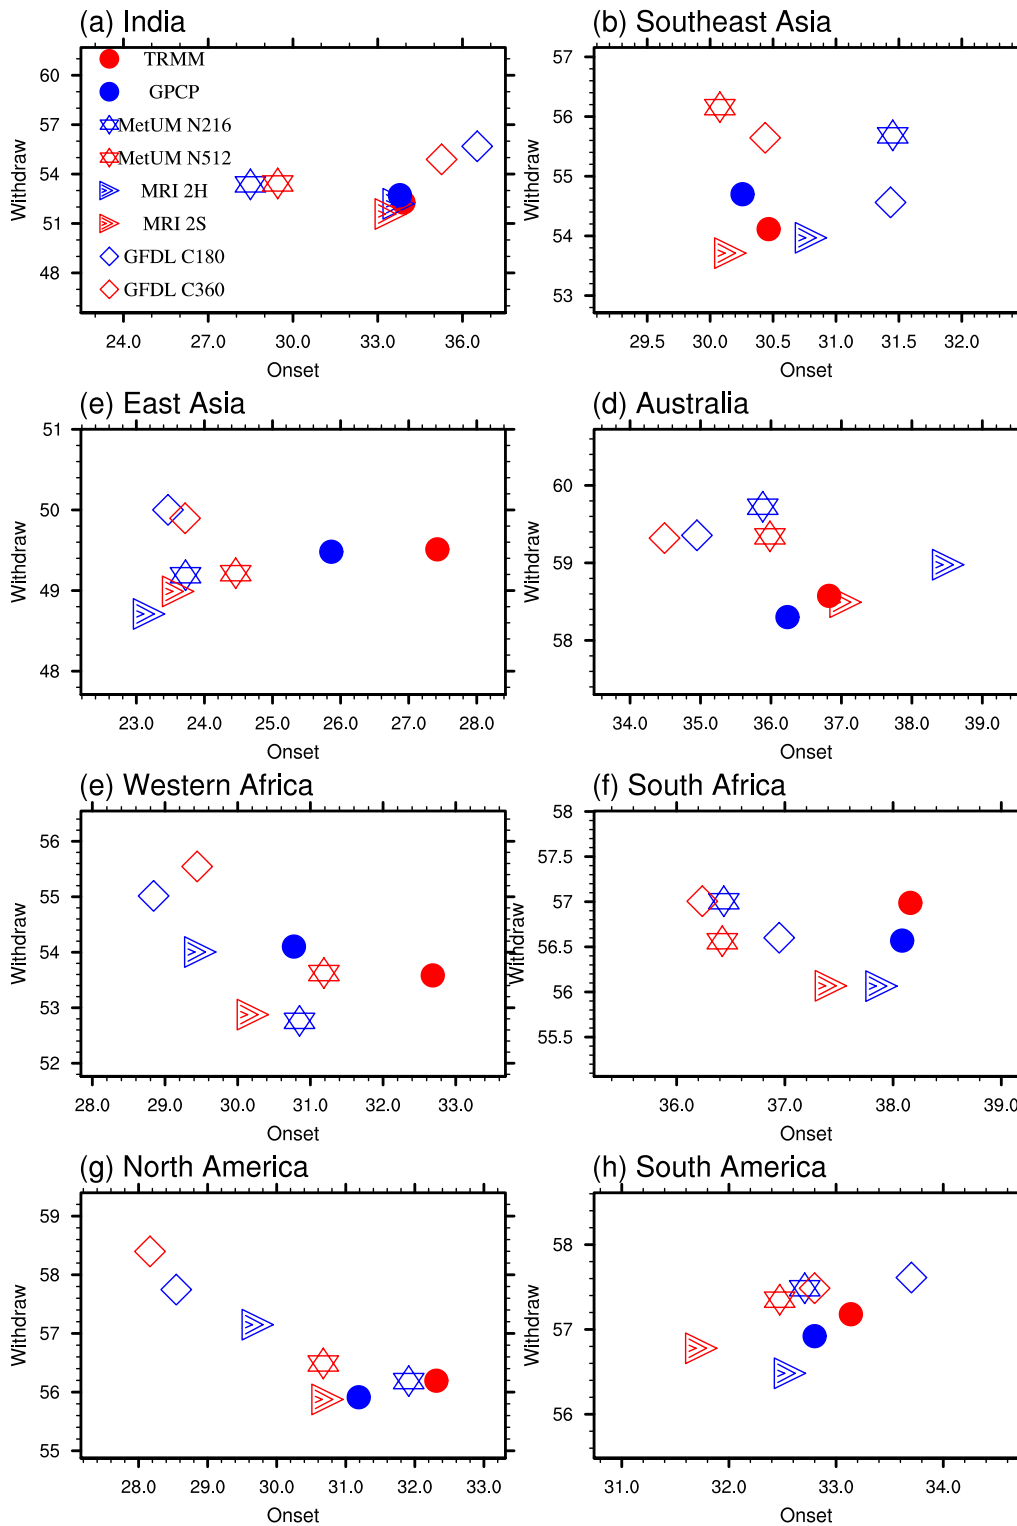 (a) India
(b) Southeast Asia
Withdraw
60
57
54
51
48
TRMM
GPCP
MetUM N216
MetUM N512
MRI 2H
MRI 2S
GFDL C180
GFDL C360
24.0 27.0 30.0 33.0 36.0
Onset
Withdraw
57
56
55
54
53
29.5 30.0 30.5 31.0 31.5 32.0
Onset
(e) East Asia
(d) Australia
Withdraw
51
50
49
48
23.0 24.0 25.0 26.0 27.0 28.0
Onset
Withdraw
60
59
58
34.0 35.0 36.0 37.0 38.0 39.0
Onset
(e) Western Africa
(f) South Africa
Withdraw
56
55
54
53
52
28.0 29.0 30.0 31.0 32.0 33.0
Onset
Withdraw
58
57.5
57
56.5
56
55.5
36.0 37.0 38.0 39.0
Onset
(g) North America
(h) South America
Withdraw
59
58
57
56
55
28.0 29.0 30.0 31.0 32.0 33.0
Onset
Withdraw
58
57
56
31.0 32.0 33.0 34.0
Onset